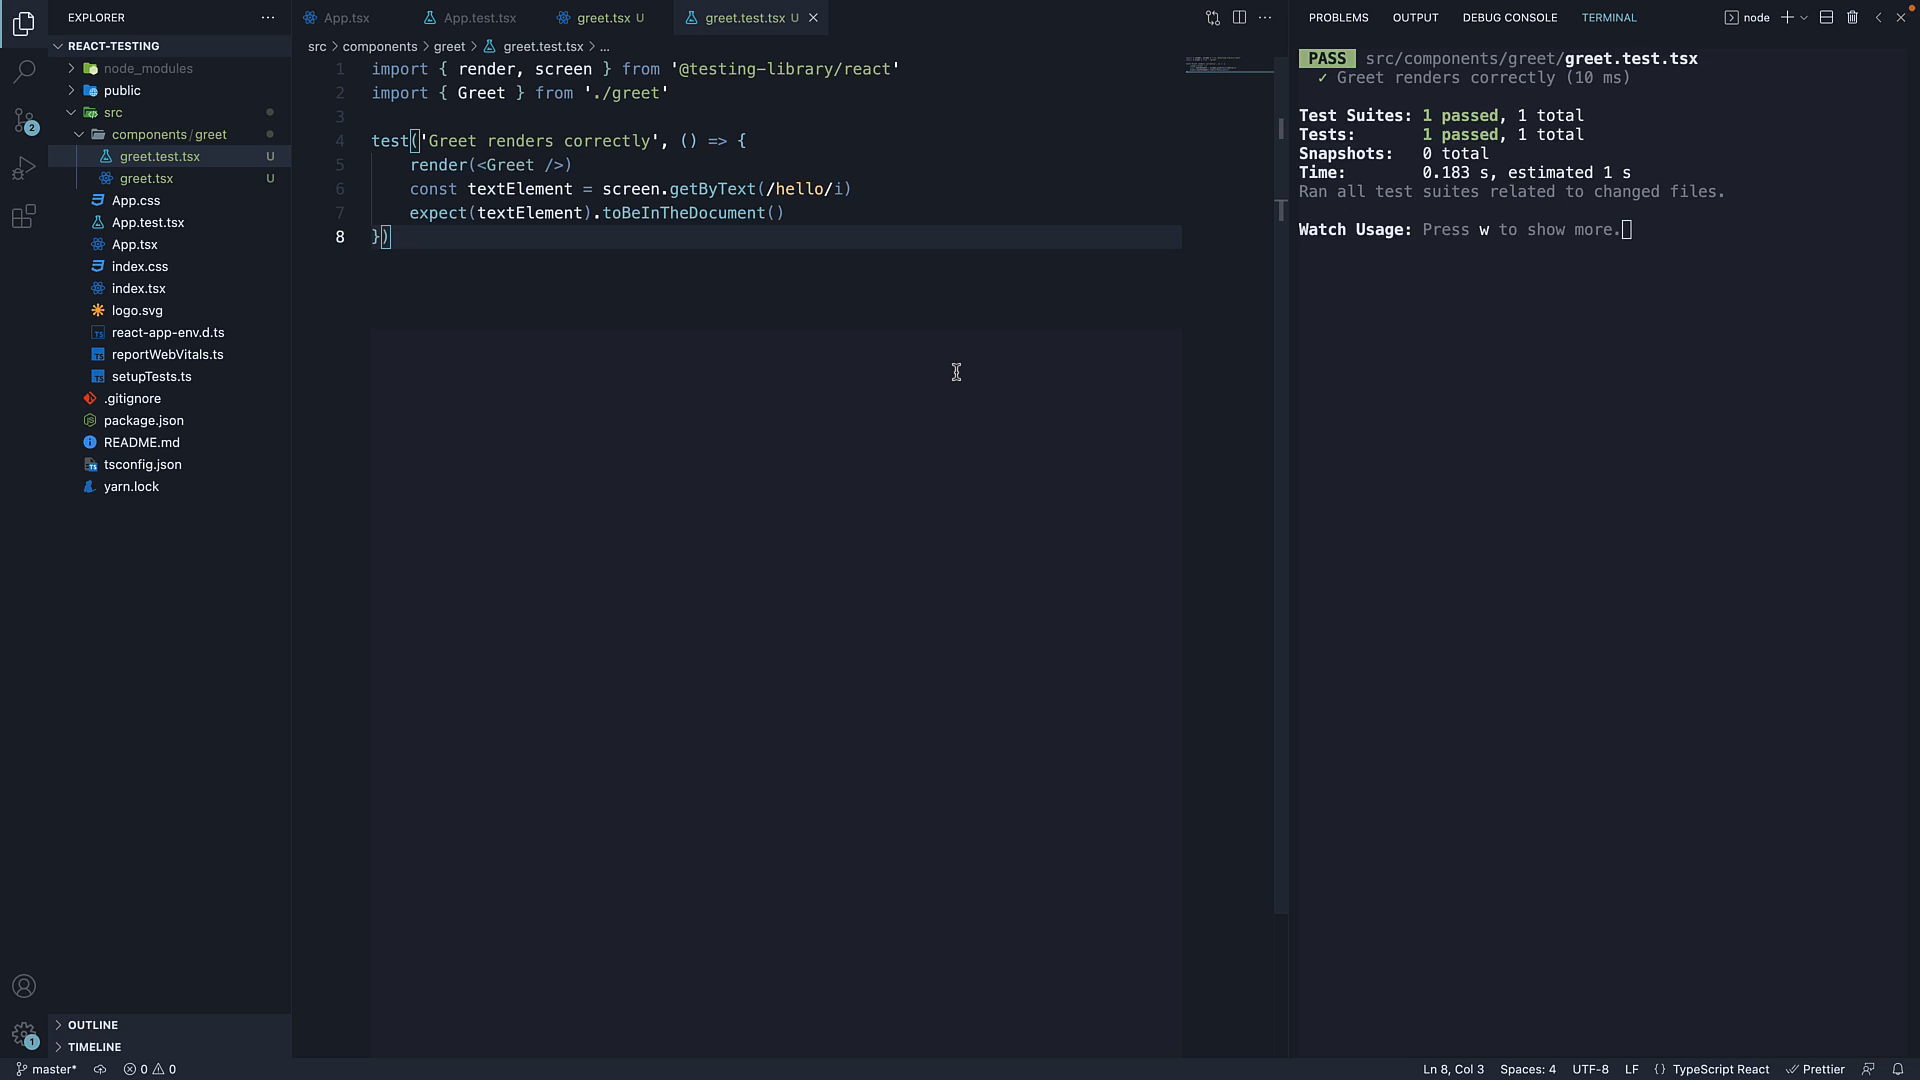 EXPLORER
REACT-TESTING
node_modules
public
src
components/greet
greet.test.tsx U
greet.tsx U
App.css
App.test.tsx
App.tsx
index.css
index.tsx
logo.svg
react-app-env.d.ts
reportWebVitals.ts
setupTests.ts
.gitignore
package.json
README.md
tsconfig.json
yarn.lock
OUTLINE
TIMELINE
2
1
App.tsx App.test.tsx greet.tsx U greet.test.tsx U
src > components > greet > greet.test.tsx > ...
1 import { render, screen } from '@testing-library/react'
2 import { Greet } from './greet'
3
4 test('Greet renders correctly', () => {
5 render(<Greet />)
6 const textElement = screen.getByText(/hello/i)
7 expect(textElement).toBeInTheDocument()
8 })
PROBLEMS OUTPUT DEBUG CONSOLE TERMINAL node
PASS src/components/greet/greet.test.tsx
✓ Greet renders correctly (10 ms)
Test Suites: 1 passed, 1 total
Tests: 1 passed, 1 total
Snapshots: 0 total
Time: 0.183 s, estimated 1 s
Ran all test suites related to changed files.
Watch Usage: Press w to show more.
master* 0 0 Ln 8, Col 3 Spaces: 4 UTF-8 LF {} TypeScript React Prettier